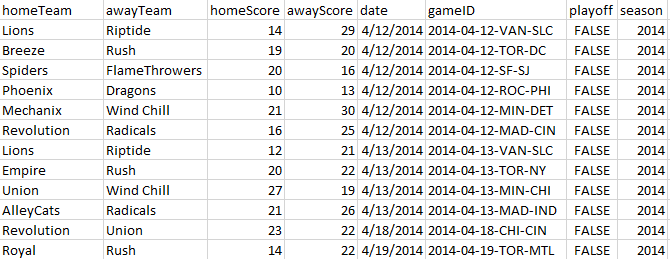 homeTeam awayTeam homeScore awayScore date gameID playoff season
Lions Riptide 14 29 4/12/2014 2014-04-12-VAN-SLC FALSE 2014
Breeze Rush 19 20 4/12/2014 2014-04-12-TOR-DC FALSE 2014
Spiders FlameThrowers 20 16 4/12/2014 2014-04-12-SF-SJ FALSE 2014
Phoenix Dragons 10 13 4/12/2014 2014-04-12-ROC-PHI FALSE 2014
Mechanix Wind Chill 21 30 4/12/2014 2014-04-12-MIN-DET FALSE 2014
Revolution Radicals 16 25 4/12/2014 2014-04-12-MAD-CIN FALSE 2014
Lions Riptide 12 21 4/13/2014 2014-04-13-VAN-SLC FALSE 2014
Empire Rush 20 22 4/13/2014 2014-04-13-TOR-NY FALSE 2014
Union Wind Chill 27 19 4/13/2014 2014-04-13-MIN-CHI FALSE 2014
AlleyCats Radicals 21 26 4/13/2014 2014-04-13-MAD-IND FALSE 2014
Revolution Union 23 22 4/18/2014 2014-04-18-CHI-CIN FALSE 2014
Royal Rush 14 22 4/19/2014 2014-04-19-TOR-MTL FALSE 2014